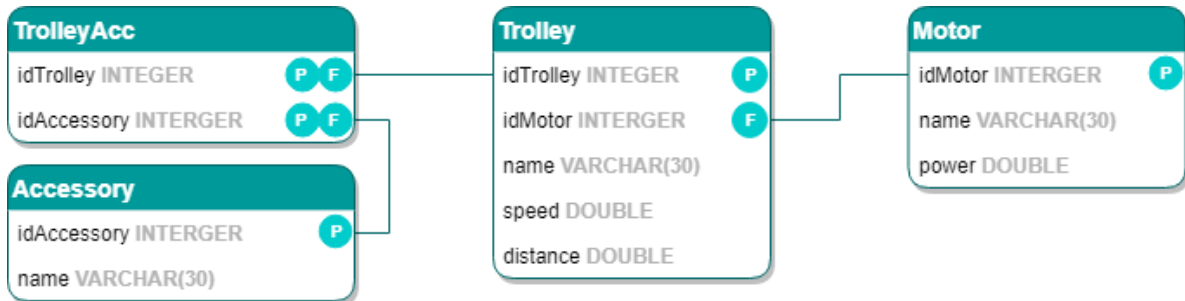 TrolleyAcc
idTrolley INTEGER P F
idAccessory INTERGER P F
Accessory
idAccessory INTERGER P
name VARCHAR(30)
Trolley
idTrolley INTEGER P
idMotor INTERGER F
name VARCHAR(30)
speed DOUBLE
distance DOUBLE
Motor
idMotor INTERGER P
name VARCHAR(30)
power DOUBLE